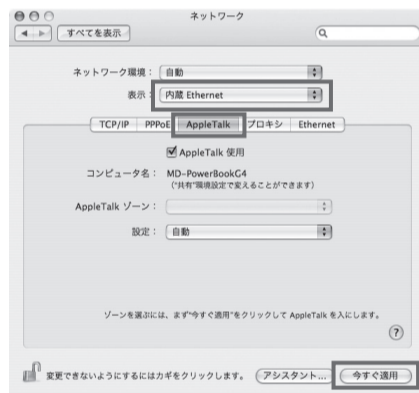 ネットワーク
すべてを表示
ネットワーク環境： 自動
表示： 内蔵 Ethernet
TCP/IP PPPoE AppleTalk プロキシ Ethernet
AppleTalk 使用
コンピュータ名： MD-PowerBookG4
（“共有”環境設定で変えることができます）
AppleTalk ゾーン：
設定： 自動
ゾーンを選ぶには、まず“今すぐ適用”をクリックして AppleTalk を入にします。
?
変更できないようにするにはカギをクリックします。 アシスタント... 今すぐ適用